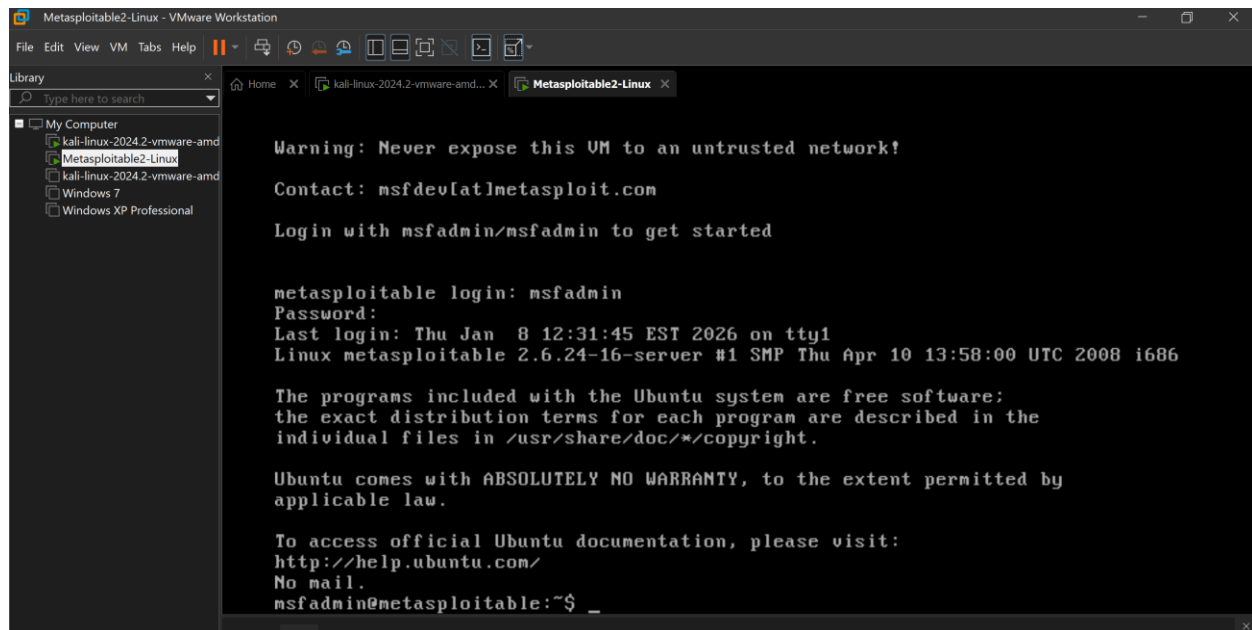 Metasploitable2-Linux - VMware Workstation
File Edit View VM Tabs Help
Library
Type here to search
Home kali-linux-2024.2-vmware-amd... Metasploitable2-Linux
My Computer
kali-linux-2024.2-vmware-amd
Metasploitable2-Linux
kali-linux-2024.2-vmware-amd
Windows 7
Windows XP Professional
Warning: Never expose this VM to an untrusted network!
Contact: msfdev[at]metasploit.com
Login with msfadmin/msfadmin to get started
metasploitable login: msfadmin
Password:
Last login: Thu Jan  8 12:31:45 EST 2026 on tty1
Linux metasploitable 2.6.24-16-server #1 SMP Thu Apr 10 13:58:00 UTC 2008 i686
The programs included with the Ubuntu system are free software;
the exact distribution terms for each program are described in the
individual files in /usr/share/doc/*/copyright.
Ubuntu comes with ABSOLUTELY NO WARRANTY, to the extent permitted by
applicable law.
To access official Ubuntu documentation, please visit:
http://help.ubuntu.com/
No mail.
msfadmin@metasploitable:~$ _